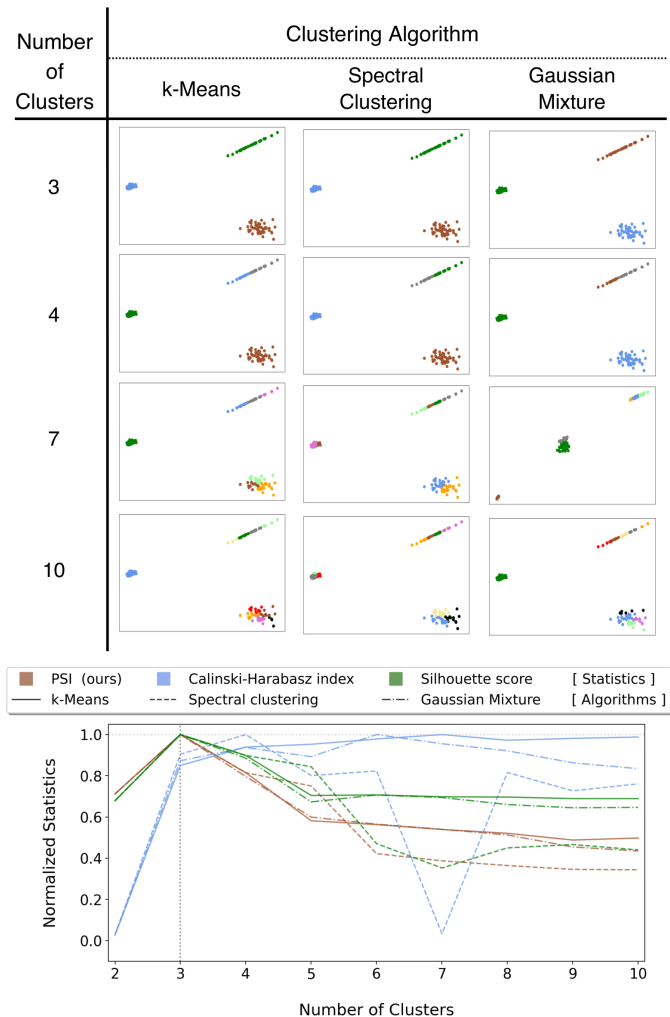 Number
of
Clusters
Clustering Algorithm
k-Means
Spectral
Clustering
Gaussian
Mixture
3
4
7
10
PSI (ours) Calinski-Harabasz index Silhouette score [ Statistics ]
k-Means Spectral clustering Gaussian Mixture [ Algorithms ]
Normalized Statistics
1.0
0.8
0.6
0.4
0.2
0.0
2 3 4 5 6 7 8 9 10
Number of Clusters